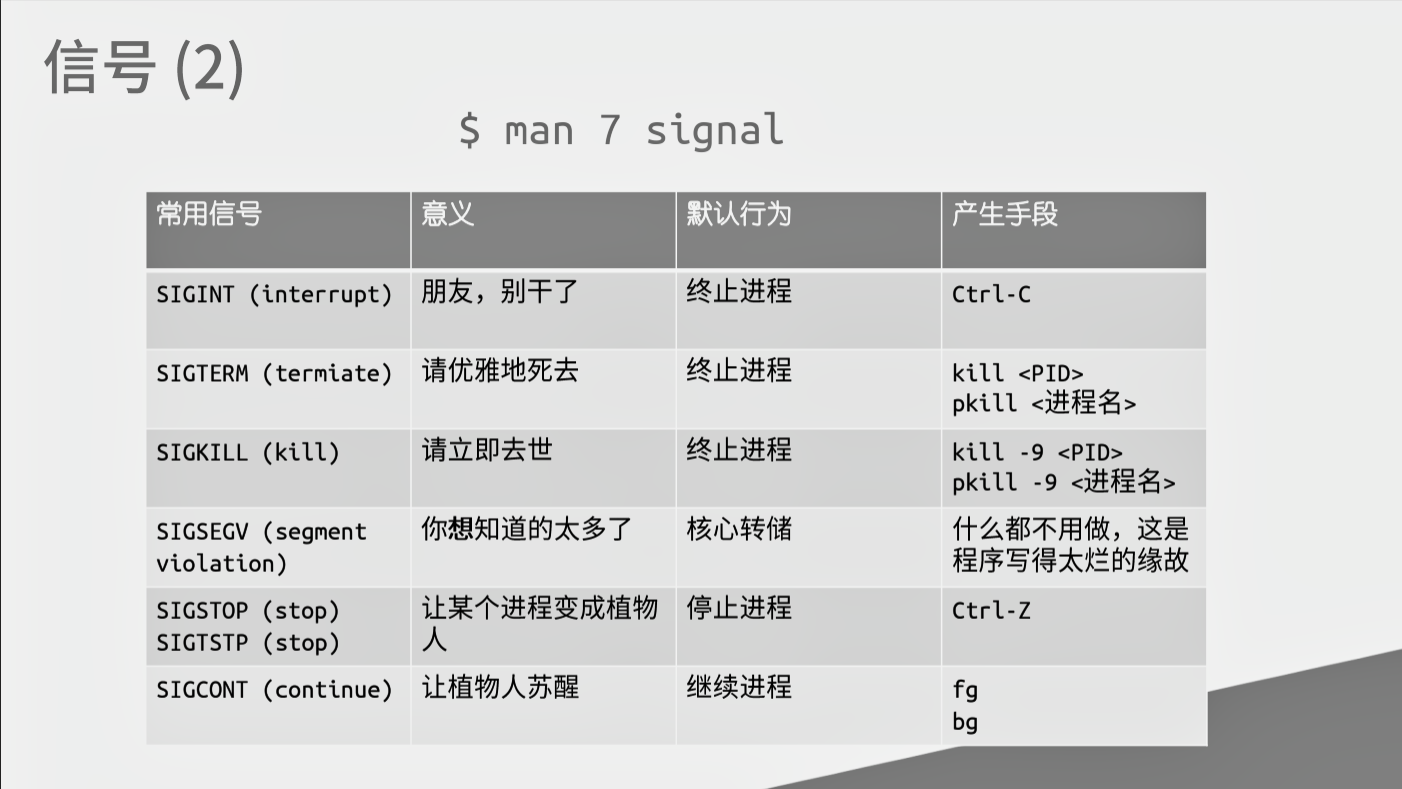 信号 (2)
$ man 7 signal
常用信号 意义 默认行为 产生手段
SIGINT (interrupt) 朋友，别干了 终止进程 Ctrl-C
SIGTERM (termiate) 请优雅地死去 终止进程 kill <PID>
pkill <进程名>
SIGKILL (kill) 请立即去世 终止进程 kill -9 <PID>
pkill -9 <进程名>
SIGSEGV (segment 你想知道的太多了 核心转储 什么都不用做，这是
violation) 程序写得太烂的缘故
SIGSTOP (stop) 让某个进程变成植物 停止进程 Ctrl-Z
SIGTSTP (stop) 人
SIGCONT (continue) 让植物人苏醒 继续进程 fg
bg